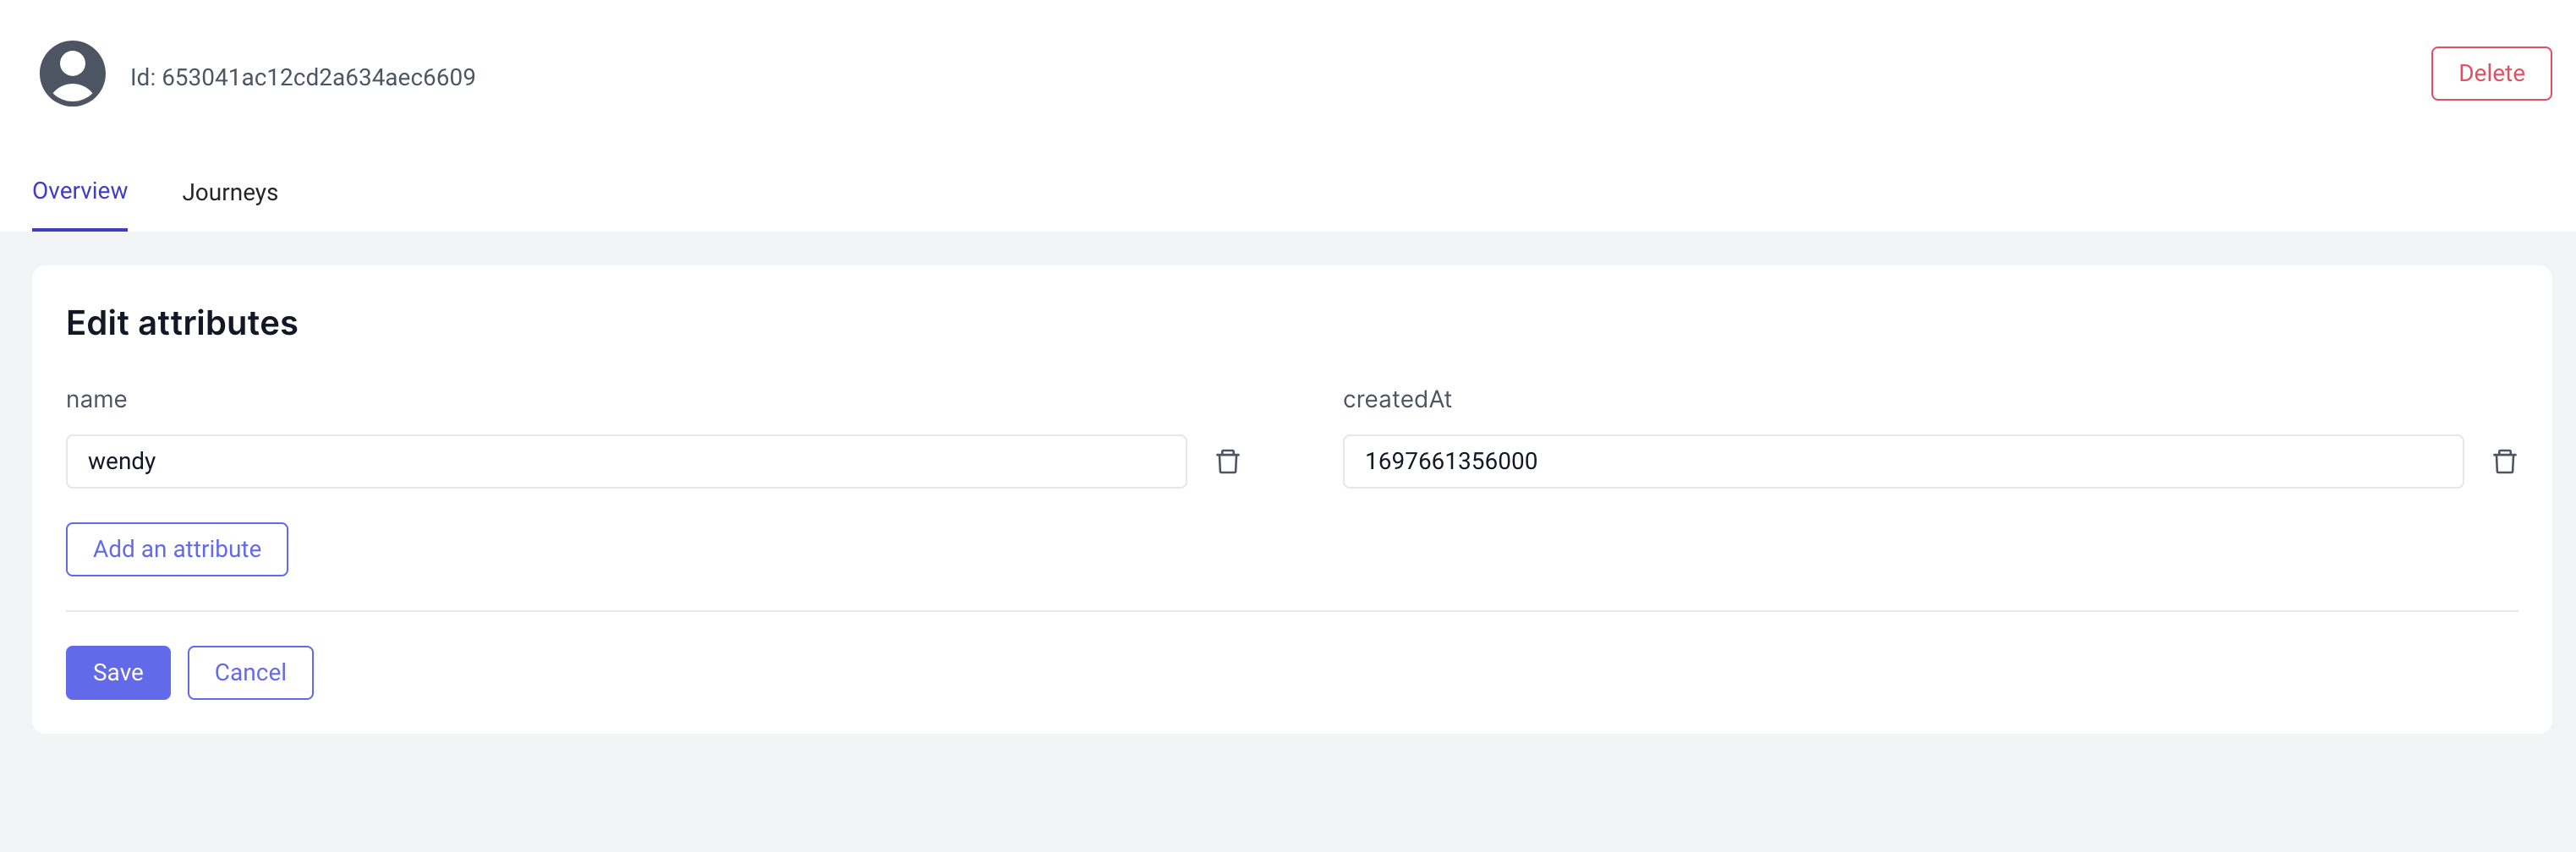 Id: 653041ac12cd2a634aec6609
Delete
Overview
Journeys
Edit attributes
name
createdAt
wendy
1697661356000
Add an attribute
Save
Cancel